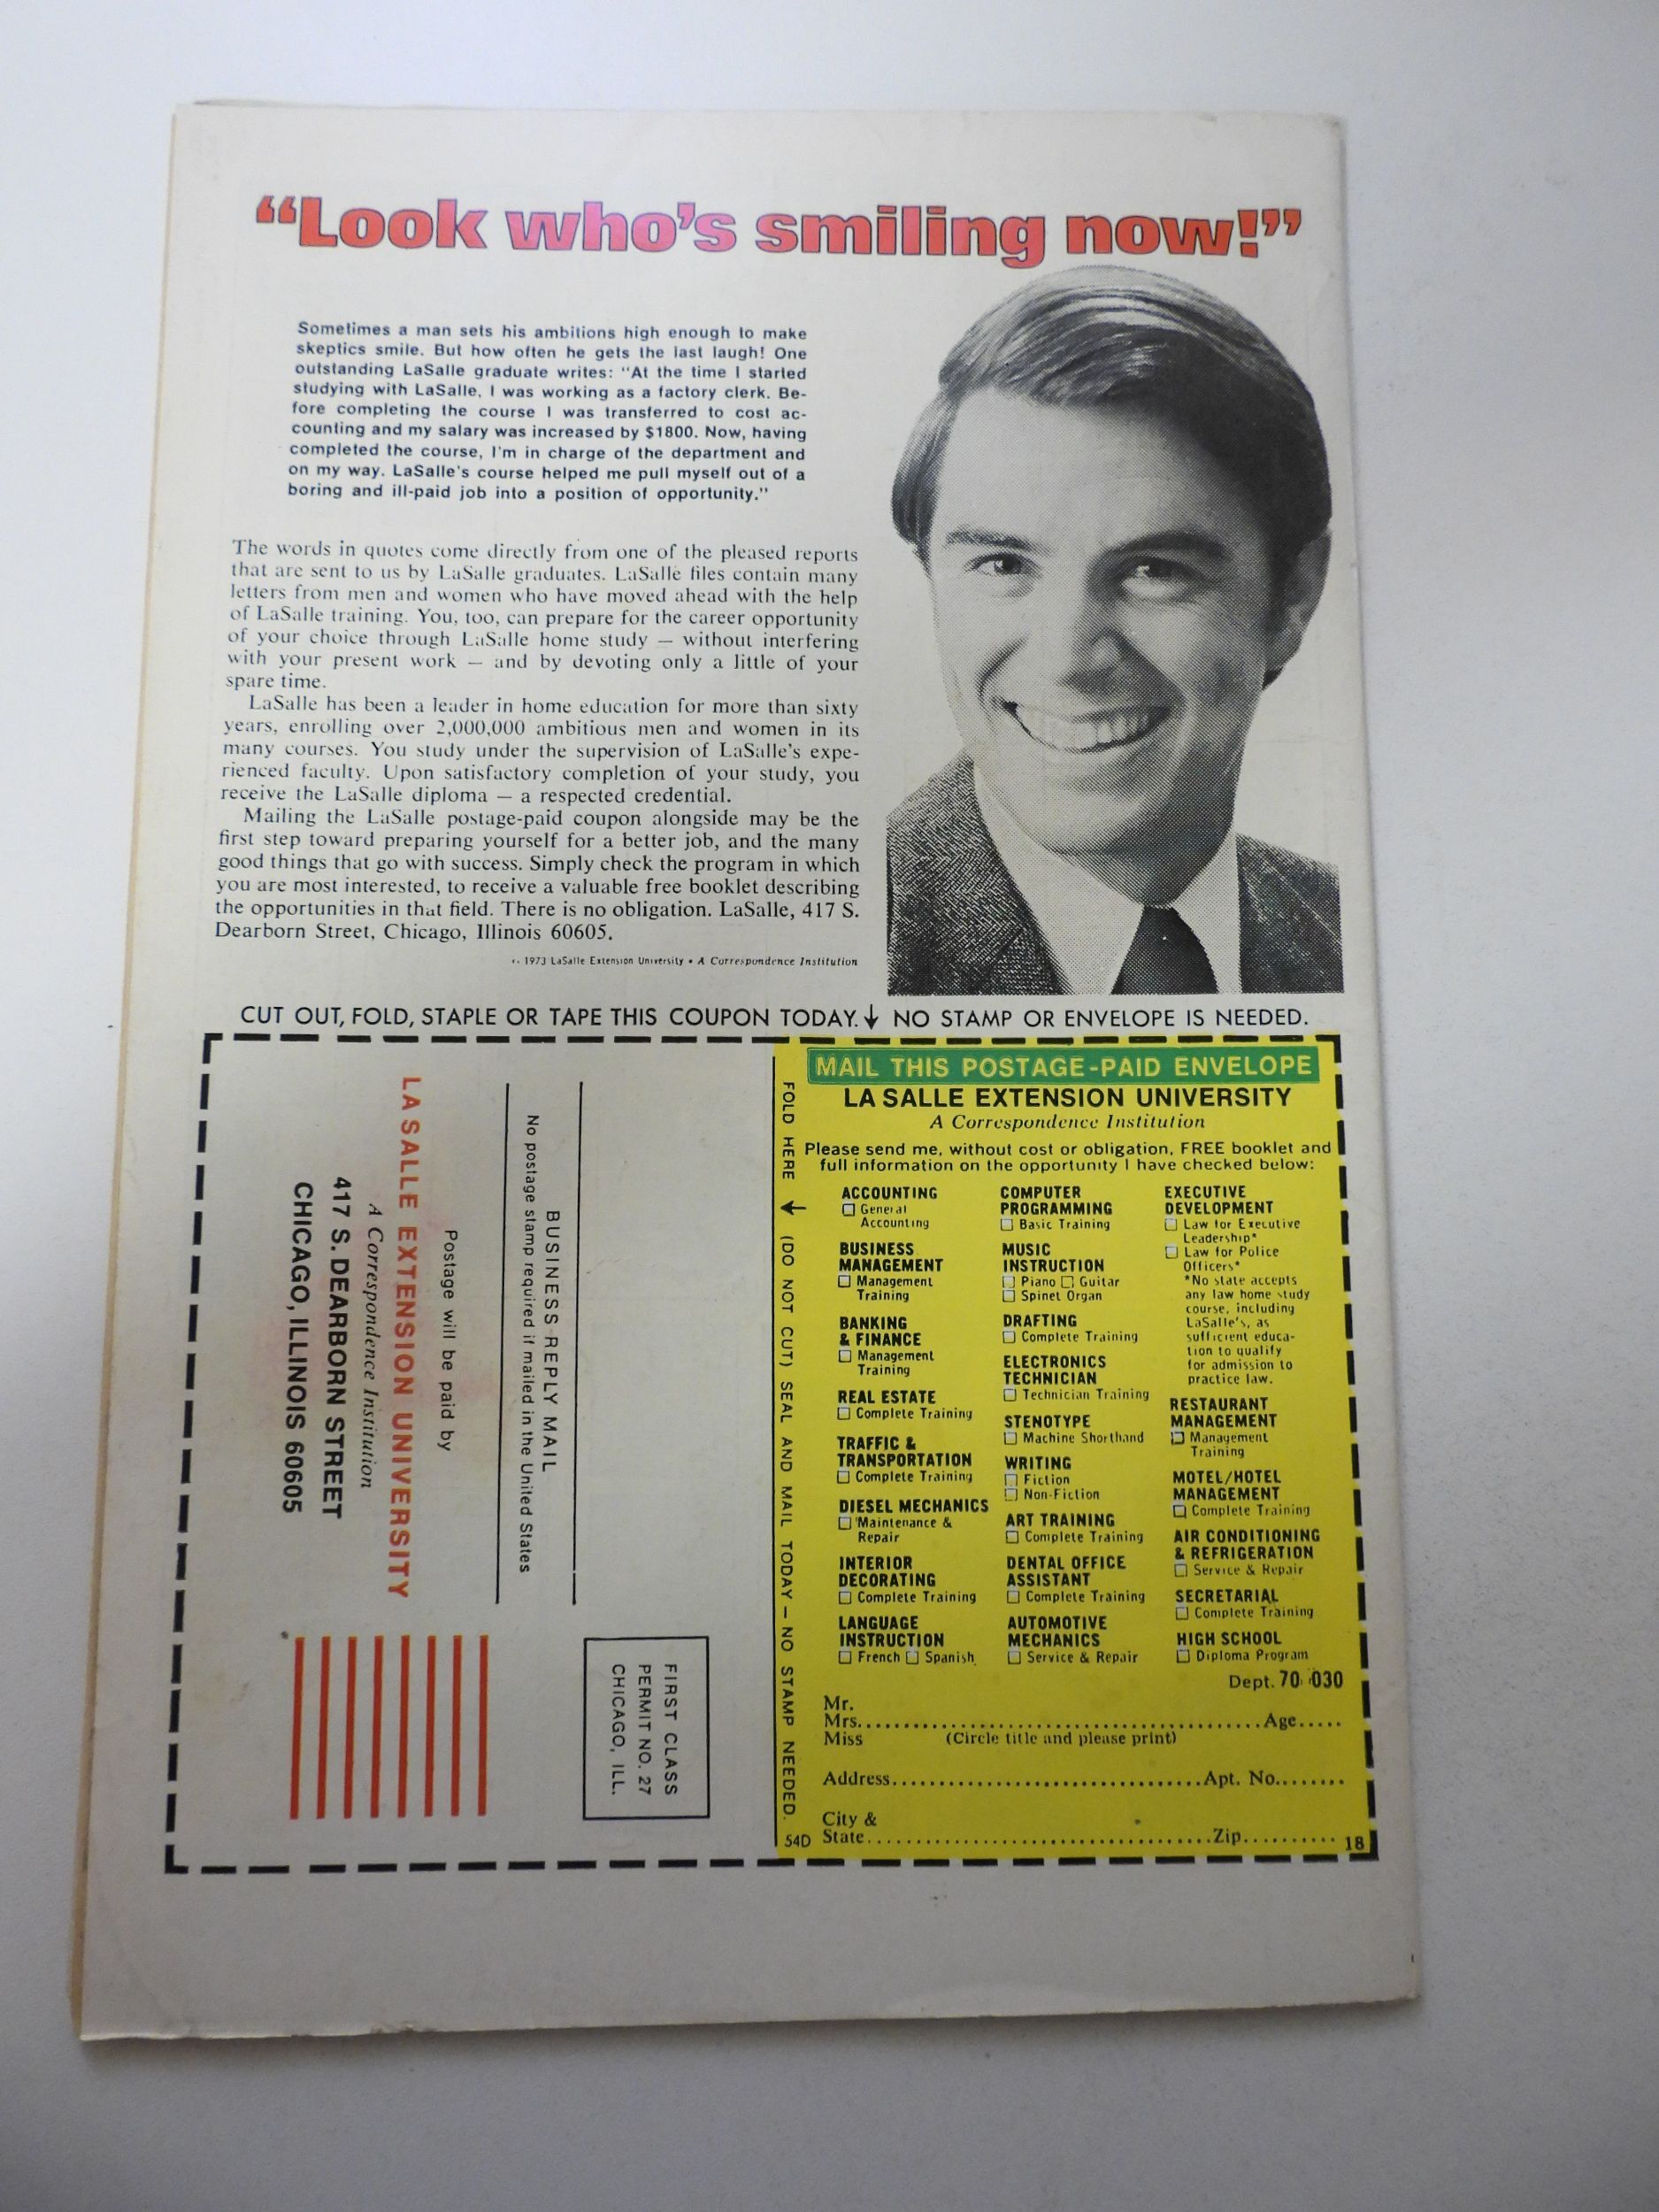 “Look who’s smiling now!”
Sometimes a man sets his ambitions high enough to make
skeptics smile. But how often he gets the last laugh! One
outstanding LaSalle graduate writes: “At the time I started
studying with LaSalle, I was working as a factory clerk. Be-
fore completing the course I was transferred to cost ac-
counting and my salary was increased by $1800. Now, having
completed the course, I’m in charge of the department and
on my way. LaSalle’s course helped me pull myself out of a
boring and ill-paid job into a position of opportunity.”
The words in quotes come directly from one of the pleased reports
that are sent to us by LaSalle graduates. LaSalle files contain many
letters from men and women who have moved ahead with the help
of LaSalle training. You, too, can prepare for the career opportunity
of your choice through LaSalle home study — without interfering
with your present work — and by devoting only a little of your
spare time.
LaSalle has been a leader in home education for more than sixty
years, enrolling over 2,000,000 ambitious men and women in its
many courses. You study under the supervision of LaSalle’s expe-
rienced faculty. Upon satisfactory completion of your study, you
receive the LaSalle diploma — a respected credential.
Mailing the LaSalle postage-paid coupon alongside may be the
first step toward preparing yourself for a better job, and the many
good things that go with success. Simply check the program in which
you are most interested, to receive a valuable free booklet describing
the opportunities in that field. There is no obligation. LaSalle, 417 S.
Dearborn Street, Chicago, Illinois 60605.
1973 LaSalle Extension University • A Correspondence Institution
CUT OUT, FOLD, STAPLE OR TAPE THIS COUPON TODAY.↓ NO STAMP OR ENVELOPE IS NEEDED.
FIRST CLASS
PERMIT NO. 27
CHICAGO, ILL.
BUSINESS REPLY MAIL
No postage stamp required if mailed in the United States
Postage will be paid by
LA SALLE EXTENSION UNIVERSITY
A Correspondence Institution
417 S. DEARBORN STREET
CHICAGO, ILLINOIS 60605
FOLD HERE ↓ (DO NOT CUT) SEAL AND MAIL TODAY — NO STAMP NEEDED.
54D
MAIL THIS POSTAGE-PAID ENVELOPE
LA SALLE EXTENSION UNIVERSITY
A Correspondence Institution
Please send me, without cost or obligation, FREE booklet and
full information on the opportunity I have checked below:
ACCOUNTING
☐ General
Accounting
BUSINESS
MANAGEMENT
☐ Management
Training
BANKING
& FINANCE
☐ Management
Training
REAL ESTATE
☐ Complete Training
TRAFFIC &
TRANSPORTATION
☐ Complete Training
DIESEL MECHANICS
☐ Maintenance &
Repair
INTERIOR
DECORATING
☐ Complete Training
LANGUAGE
INSTRUCTION
☐ French ☐ Spanish
COMPUTER
PROGRAMMING
☐ Basic Training
MUSIC
INSTRUCTION
☐ Piano ☐ Guitar
☐ Spinet Organ
DRAFTING
☐ Complete Training
ELECTRONICS
TECHNICIAN
☐ Technician Training
STENOTYPE
☐ Machine Shorthand
WRITING
☐ Fiction
☐ Non-Fiction
ART TRAINING
☐ Complete Training
DENTAL OFFICE
ASSISTANT
☐ Complete Training
AUTOMOTIVE
MECHANICS
☐ Service & Repair
EXECUTIVE
DEVELOPMENT
☐ Law for Executive
Leadership*
☐ Law for Police
Officers*
*No state accepts
any law home study
course, including
LaSalle’s, as
sufficient educa-
tion to qualify
for admission to
practice law.
RESTAURANT
MANAGEMENT
☐ Management
Training
MOTEL/HOTEL
MANAGEMENT
☐ Complete Training
AIR CONDITIONING
& REFRIGERATION
☐ Service & Repair
SECRETARIAL
☐ Complete Training
HIGH SCHOOL
☐ Diploma Program
Dept. 70-030
Mr.
Mrs. Age
Miss (Circle title and please print)
Address Apt. No.
City &
State Zip
18